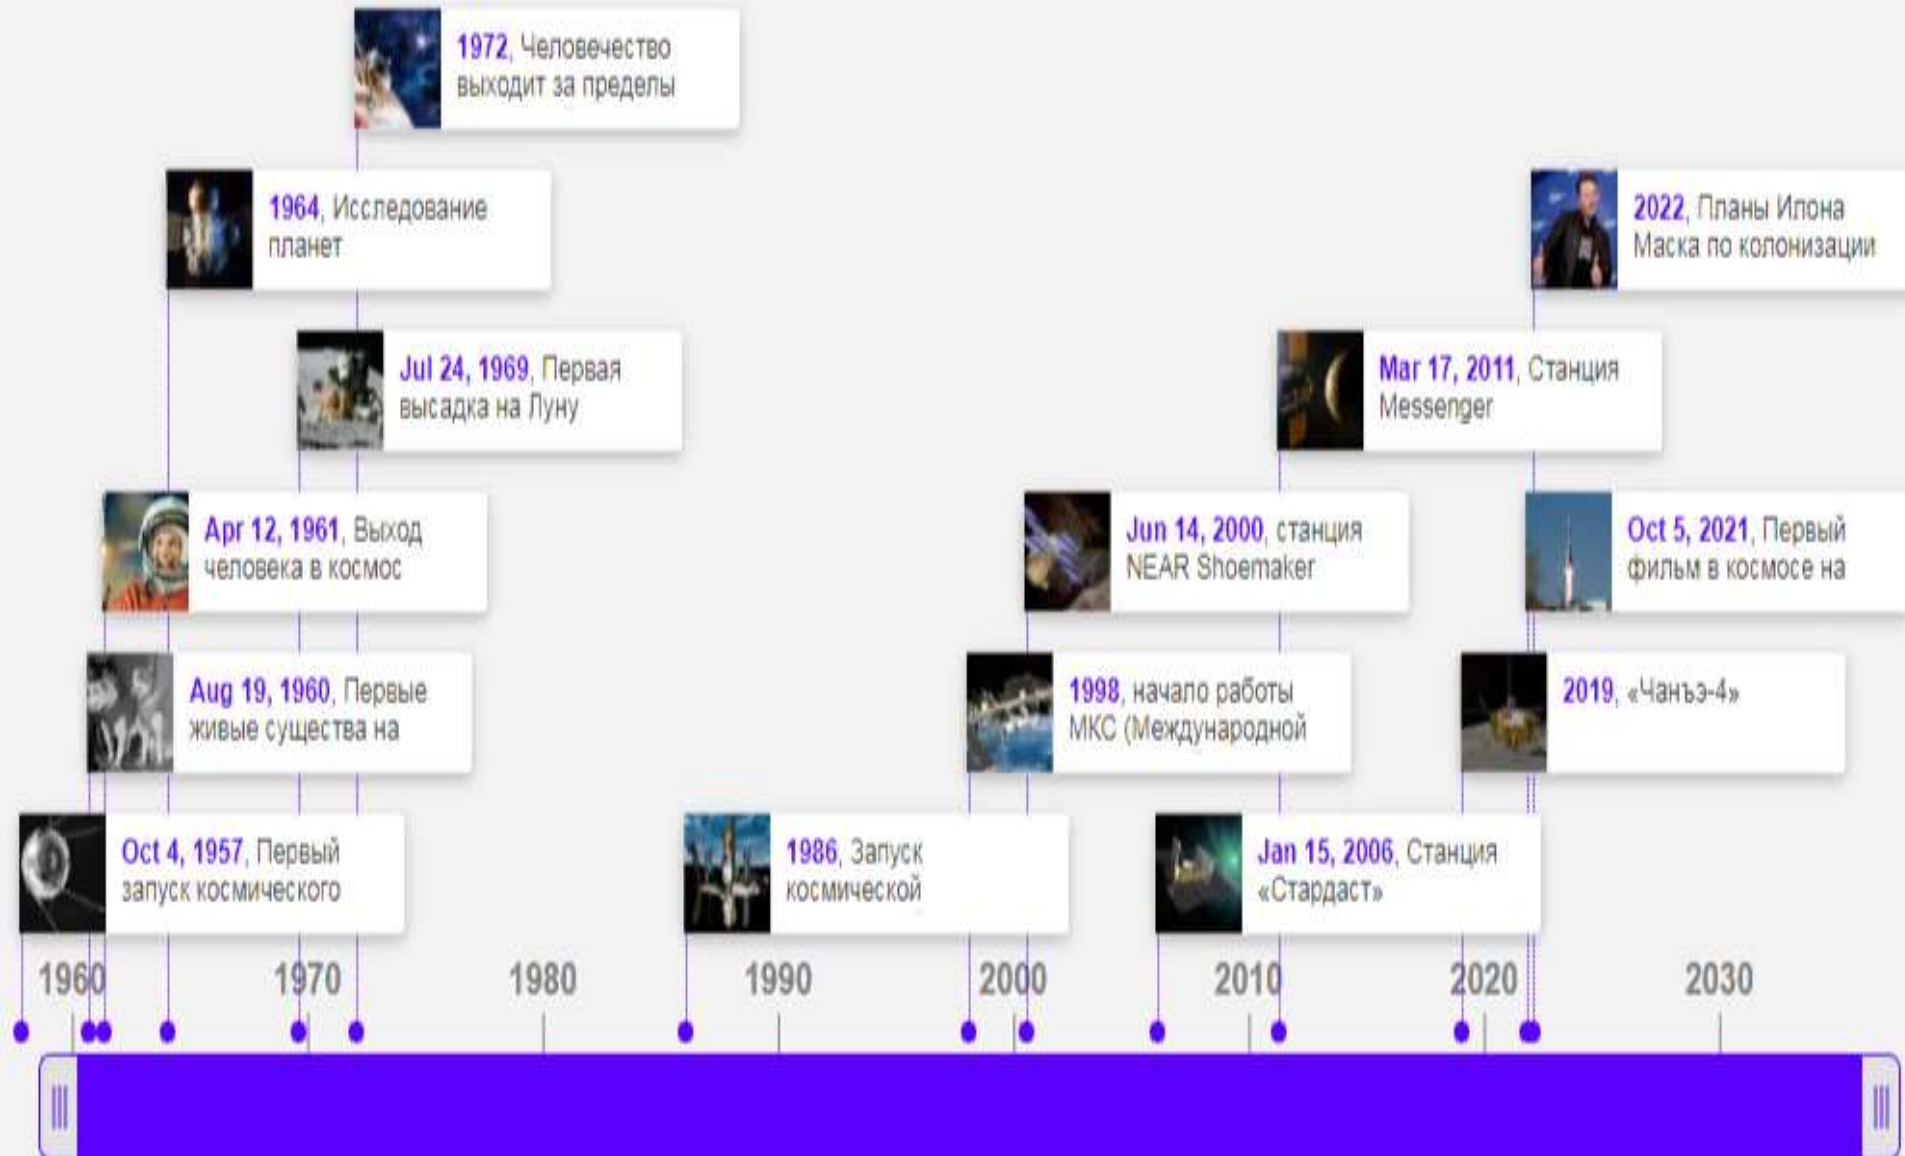 1972, Человечество
выходит за пределы
1964, Исследование
планет
2022, Планы Илона
Маска по колонизации
Jul 24, 1969, Первая
высадка на Луну
Mar 17, 2011, Станция
Messenger
Apr 12, 1961, Выход
человека в космос
Jun 14, 2000, станция
NEAR Shoemaker
Oct 5, 2021, Первый
фильм в космосе на
Aug 19, 1960, Первые
живые существа на
1998, начало работы
МКС (Международной
2019, «Чанъэ-4»
Oct 4, 1957, Первый
запуск космического
1986, Запуск
космической
Jan 15, 2006, Станция
«Стардаст»
1960 1970 1980 1990 2000 2010 2020 2030